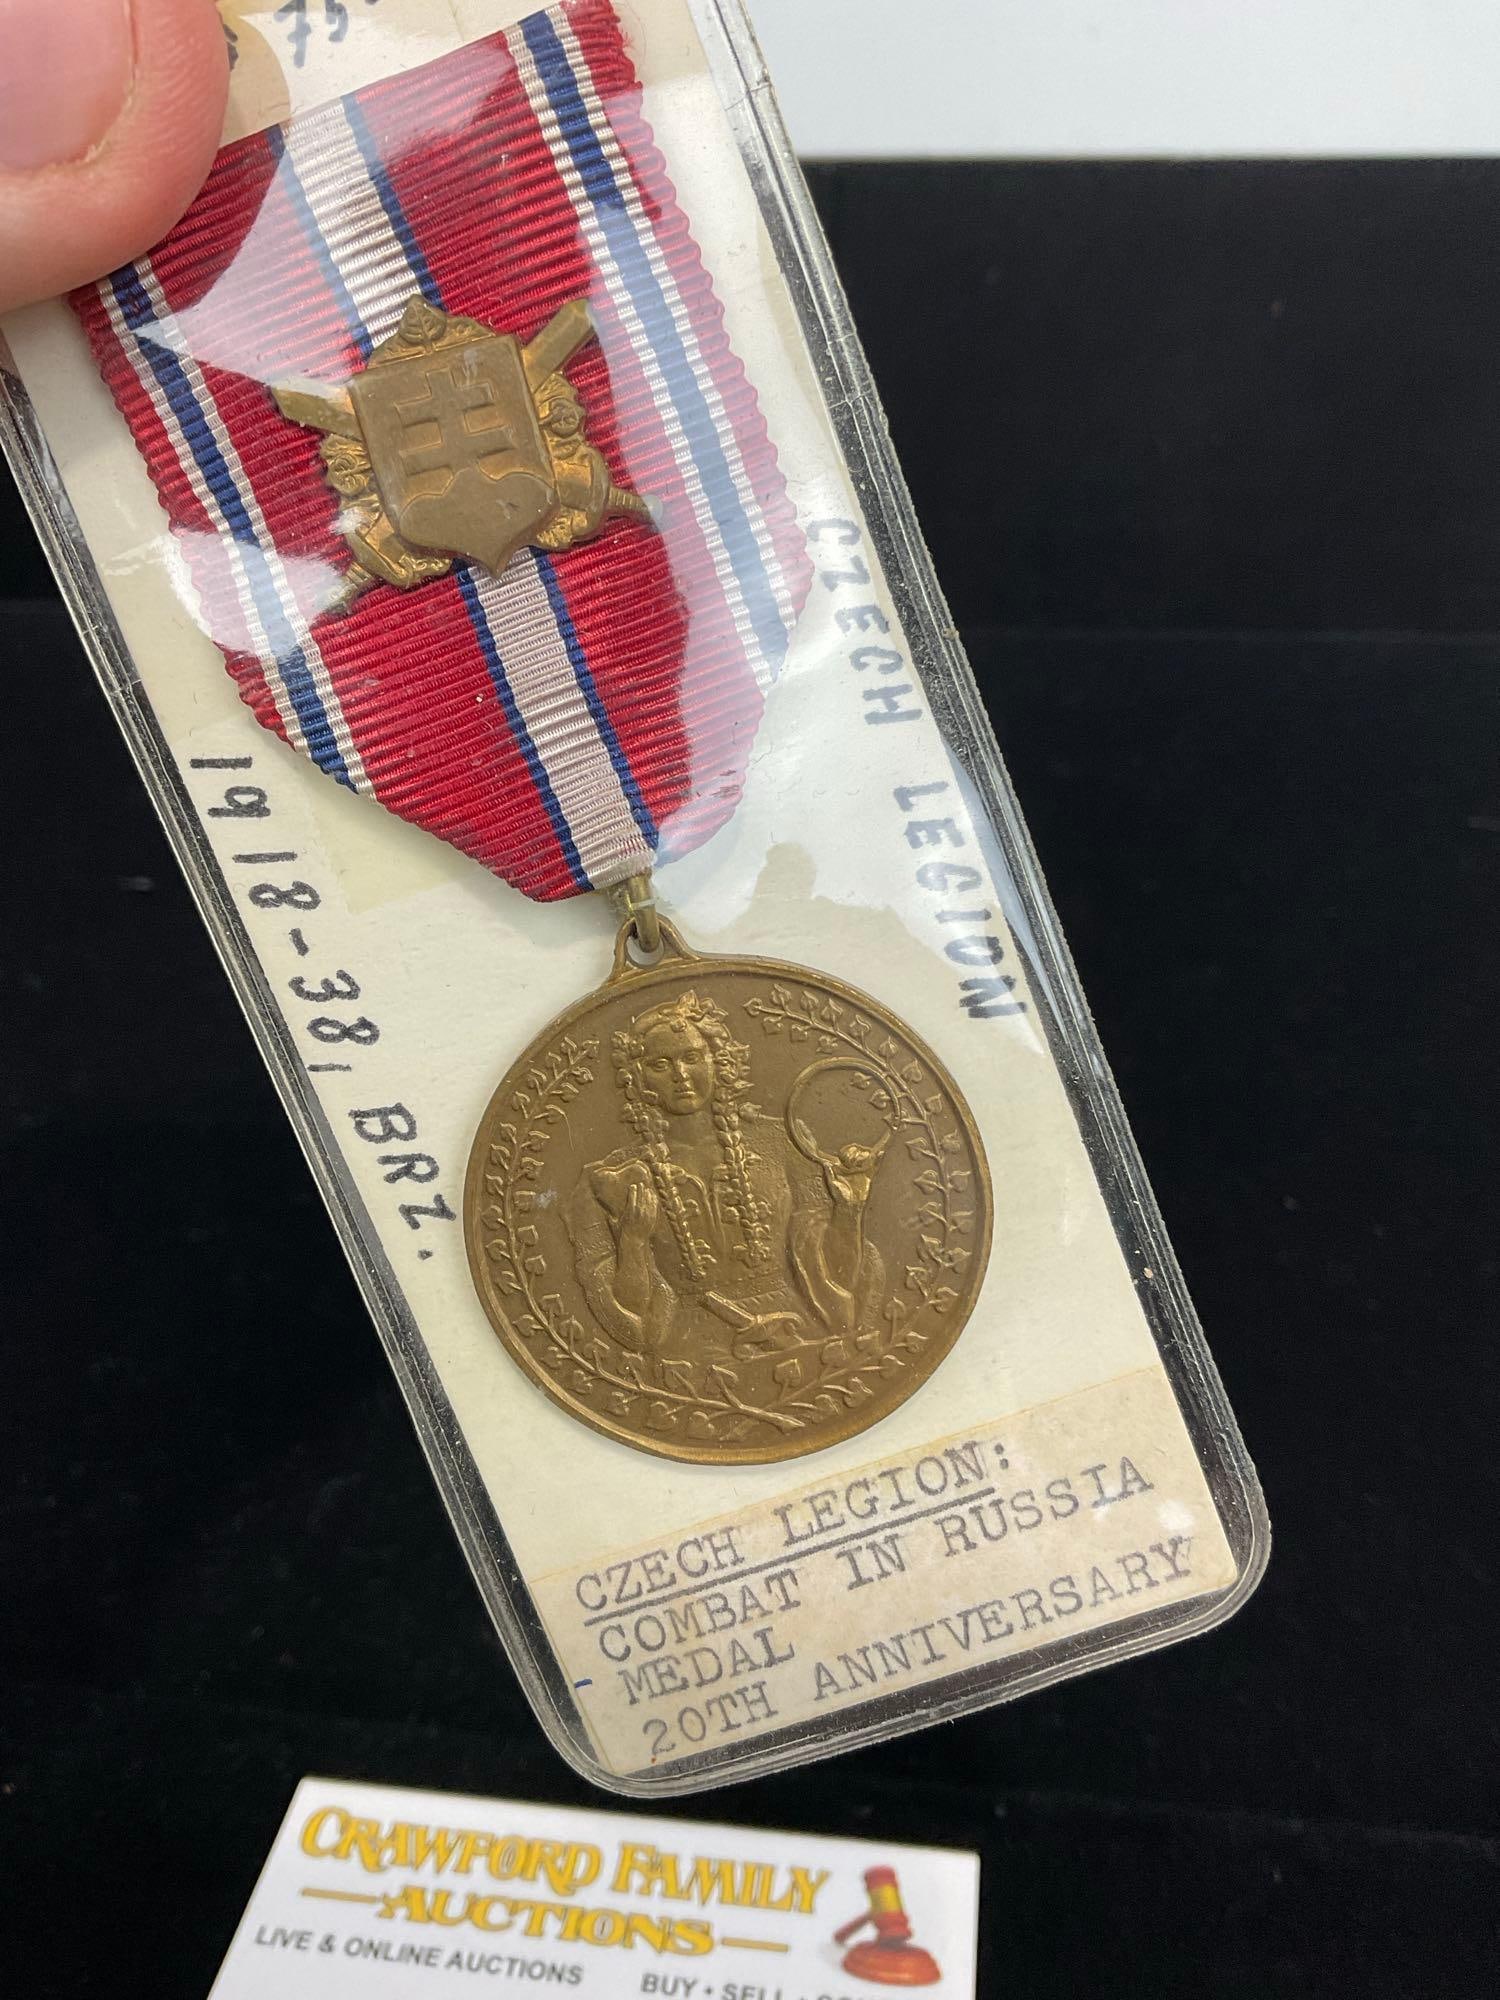 75
CZECH LEGION
1918-38, BRZ.
CZECH LEGION:
COMBAT IN RUSSIA
MEDAL
20TH ANNIVERSARY
CRAWFORD FAMILY
AUCTIONS
LIVE & ONLINE AUCTIONS
BUY • SELL •